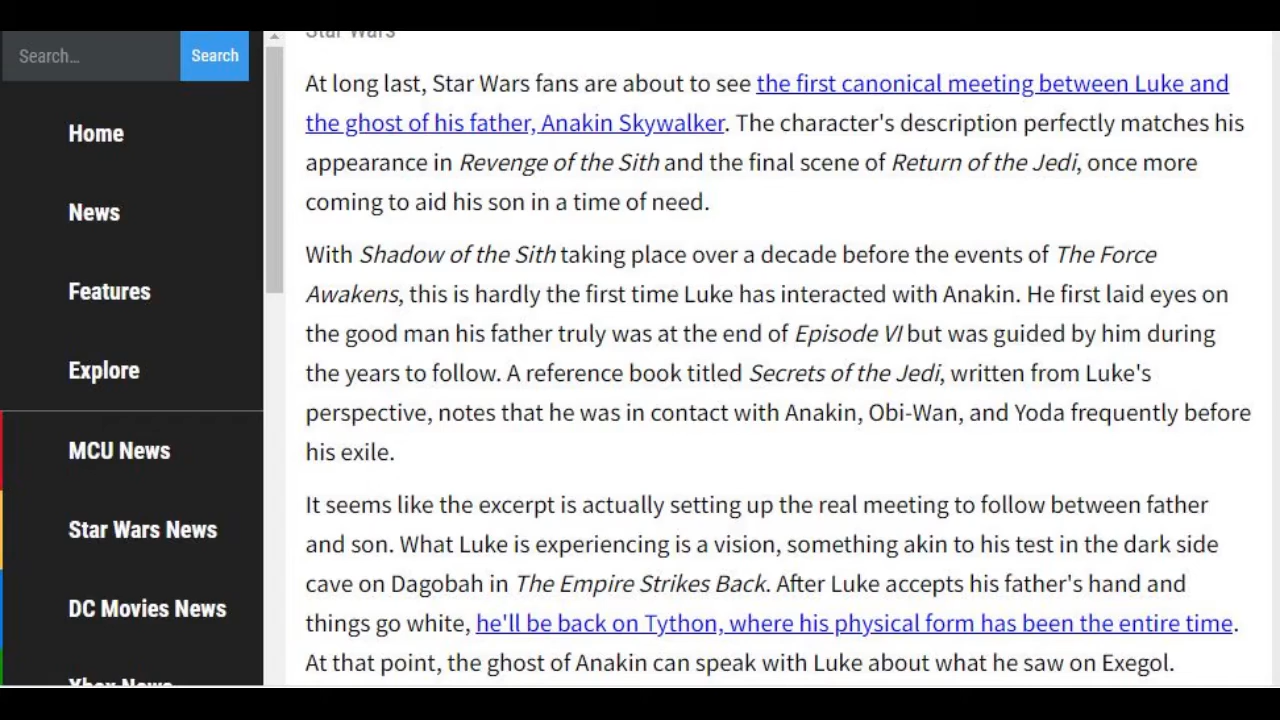 Search...
Search
Home
News
Features
Explore
MCU News
Star Wars News
DC Movies News
Xbox News
Star Wars
At long last, Star Wars fans are about to see the first canonical meeting between Luke and
the ghost of his father, Anakin Skywalker. The character's description perfectly matches his
appearance in Revenge of the Sith and the final scene of Return of the Jedi, once more
coming to aid his son in a time of need.
With Shadow of the Sith taking place over a decade before the events of The Force
Awakens, this is hardly the first time Luke has interacted with Anakin. He first laid eyes on
the good man his father truly was at the end of Episode VI but was guided by him during
the years to follow. A reference book titled Secrets of the Jedi, written from Luke's
perspective, notes that he was in contact with Anakin, Obi-Wan, and Yoda frequently before
his exile.
It seems like the excerpt is actually setting up the real meeting to follow between father
and son. What Luke is experiencing is a vision, something akin to his test in the dark side
cave on Dagobah in The Empire Strikes Back. After Luke accepts his father's hand and
things go white, he'll be back on Tython, where his physical form has been the entire time.
At that point, the ghost of Anakin can speak with Luke about what he saw on Exegol.